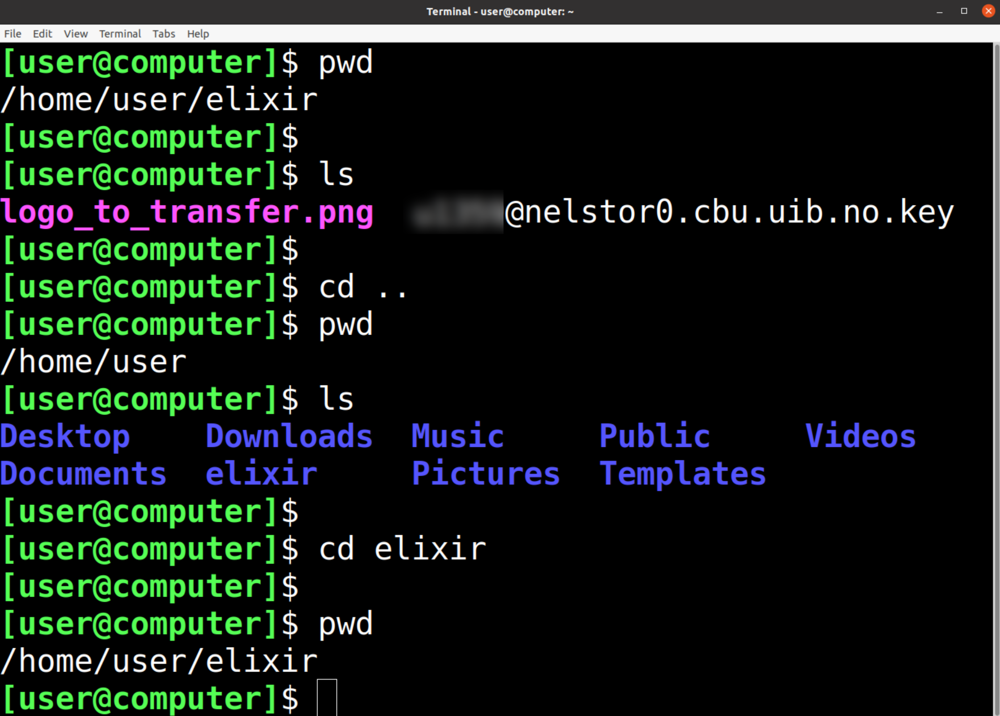 Terminal - user@computer: ~
File Edit View Terminal Tabs Help
[user@computer]$ pwd
/home/user/elixir
[user@computer]$
[user@computer]$ ls
logo_to_transfer.png @nelstor0.cbu.uib.no.key
[user@computer]$
[user@computer]$ cd ..
[user@computer]$ pwd
/home/user
[user@computer]$ ls
Desktop Downloads Music Public Videos
Documents elixir Pictures Templates
[user@computer]$
[user@computer]$ cd elixir
[user@computer]$
[user@computer]$ pwd
/home/user/elixir
[user@computer]$